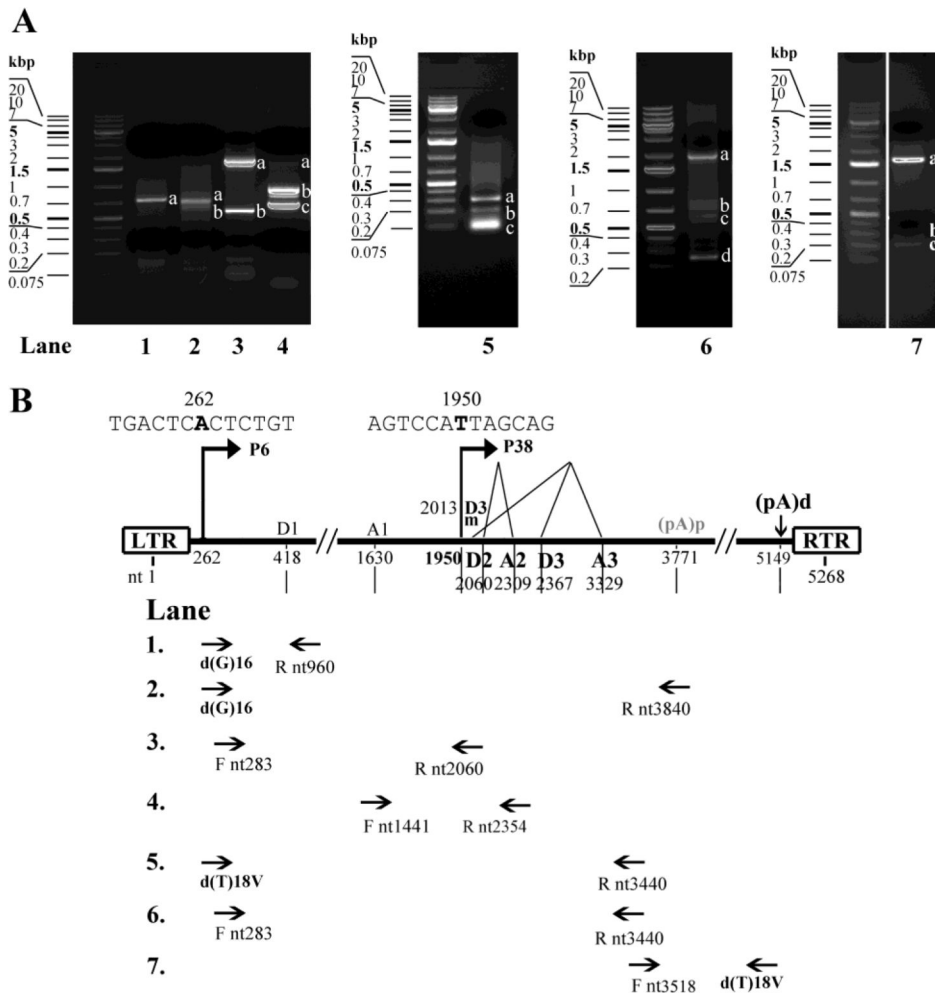 A
kbp
20
10
7
5
3
2
1.5
1
0.7
0.5
0.4
0.3
0.2
0.075
a
a
b
a
b
a
b
c
kbp
20
10
7
5
3
2
1.5
1
0.7
0.5
0.4
0.3
0.2
0.075
a
b
c
kbp
20
10
7
5
3
2
1.5
1
0.7
0.5
0.4
0.3
0.2
0.075
a
b
c
d
kbp
20
10
7
5
3
2
1.5
1
0.7
0.5
0.4
0.3
0.2
0.075
a
b
c
Lane 1 2 3 4 5 6 7
B
262 1950
TGACTCACTCTGT AGTCCATTAGCAG
P6 P38
2013 D3m (pA)d
LTR D1 A1 (pA)p RTR
262 418 1630 1950 D2 A2 D3 A3 3771 5149
nt 1 2060 2309 2367 3329 5268
Lane
1.
d(G)16 R nt960
2.
d(G)16 R nt3840
3.
F nt283 R nt2060
4.
F nt1441 R nt2354
5.
d(T)18V R nt3440
6.
F nt283 R nt3440
7.
F nt3518 d(T)18V